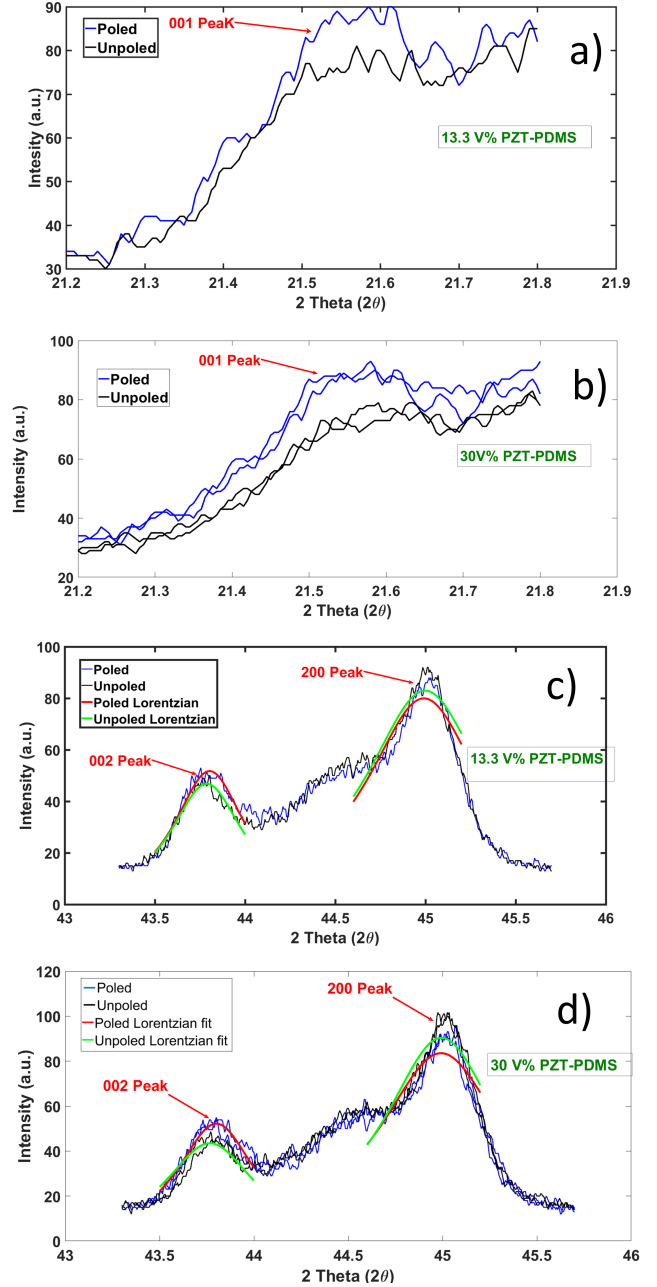 90
80
70
60
50
40
30
Intesity (a.u.)
Poled
Unpoled
001 PeaK
a)
13.3 V% PZT-PDMS
21.2 21.3 21.4 21.5 21.6 21.7 21.8 21.9
2 Theta (2θ)
100
80
60
40
20
Intensity (a.u.)
Poled
Unpoled
001 Peak
b)
30V% PZT-PDMS
21.2 21.3 21.4 21.5 21.6 21.7 21.8 21.9
2 Theta (2θ)
100
80
60
40
20
0
Intensity (a.u.)
Poled
Unpoled
Poled Lorentzian
Unpoled Lorentzian
200 Peak
c)
002 Peak
13.3 V% PZT-PDMS
43 43.5 44 44.5 45 45.5 46
2 Theta (2θ)
120
100
80
60
40
20
0
Intensity (a.u.)
Poled
Unpoled
Poled Lorentzian fit
Unpoled Lorentzian fit
200 Peak
d)
002 Peak
30 V% PZT-PDMS
43 43.5 44 44.5 45 45.5 46
2 Theta (2θ)